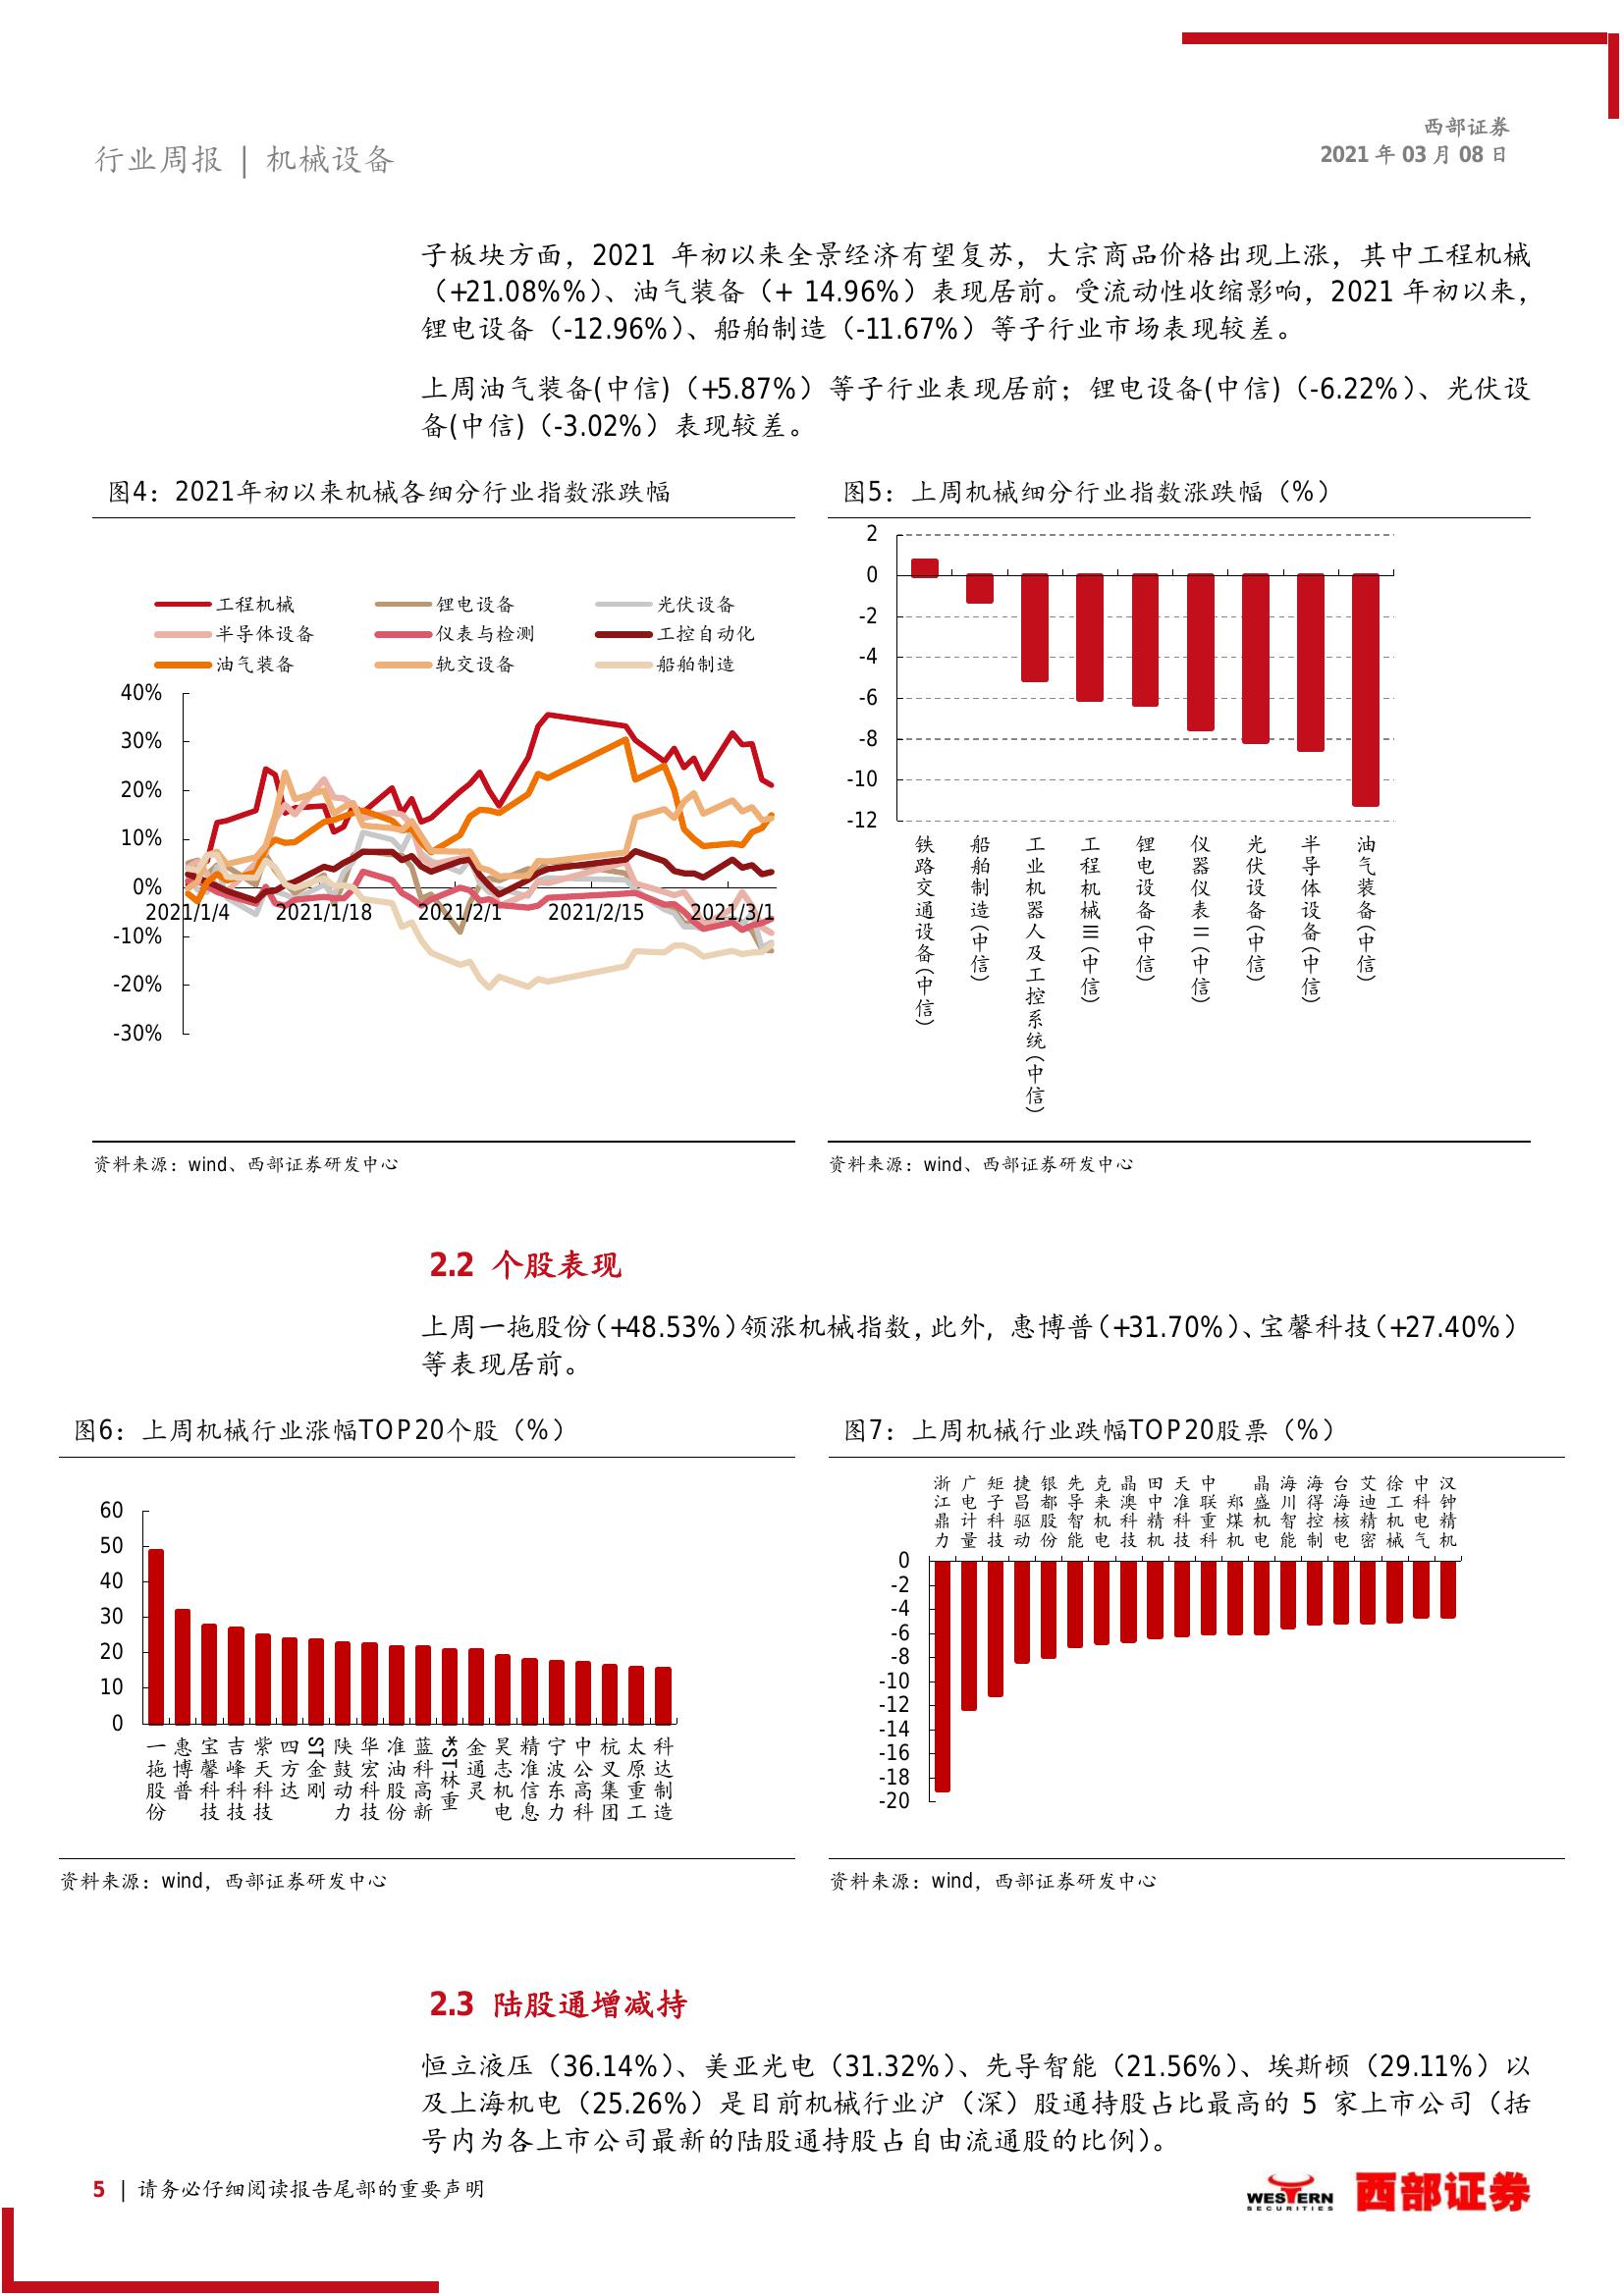 西部证券
2021 年 03 月 08 日
行业周报 | 机械设备
子板块方面，2021 年初以来全景经济有望复苏，大宗商品价格出现上涨，其中工程机械
（+21.08%%）、油气装备（+ 14.96%）表现居前。受流动性收缩影响，2021 年初以来，
锂电设备（-12.96%）、船舶制造（-11.67%）等子行业市场表现较差。
上周油气装备(中信)（+5.87%）等子行业表现居前；锂电设备(中信)（-6.22%）、光伏设
备(中信)（-3.02%）表现较差。
图4：2021年初以来机械各细分行业指数涨跌幅
工程机械 锂电设备 光伏设备
半导体设备 仪表与检测 工控自动化
油气装备 轨交设备 船舶制造
40%
30%
20%
10%
0%
-10%
-20%
-30%
2021/1/4 2021/1/18 2021/2/1 2021/2/15 2021/3/1
资料来源：wind、西部证券研发中心
图5：上周机械细分行业指数涨跌幅（%）
2
0
-2
-4
-6
-8
-10
-12
铁路交通设备(中信)
船舶制造(中信)
工业机器人及工控系统(中信)
工程机械III(中信)
锂电设备(中信)
仪器仪表II(中信)
光伏设备(中信)
半导体设备(中信)
油气装备(中信)
资料来源：wind、西部证券研发中心
2.2 个股表现
上周一拖股份（+48.53%）领涨机械指数，此外，惠博普（+31.70%）、宝馨科技（+27.40%）
等表现居前。
图6：上周机械行业涨幅TOP20个股（%）
60
50
40
30
20
10
0
一拖股份
惠博普
宝馨科技
吉峰科技
紫天科技
四方达
ST金刚
陕鼓动力
华宏科技
准油股份
蓝科高新
*ST林重
金通灵
昊志机电
精准信息
宁波东力
中公高科
杭叉集团
太原重工
科达制造
资料来源：wind，西部证券研发中心
图7：上周机械行业跌幅TOP20股票（%）
浙江鼎力
广电计量
矩子科技
捷昌驱动
银都股份
先导智能
克来机电
晶澳科技
田中精机
天准科技
中联重科
郑煤机
晶盛机电
海川智能
海得控制
台海核电
艾迪精密
徐工机械
中科电气
汉钟精机
0
-2
-4
-6
-8
-10
-12
-14
-16
-18
-20
资料来源：wind，西部证券研发中心
2.3 陆股通增减持
恒立液压（36.14%）、美亚光电（31.32%）、先导智能（21.56%）、埃斯顿（29.11%）以
及上海机电（25.26%）是目前机械行业沪（深）股通持股占比最高的 5 家上市公司（括
号内为各上市公司最新的陆股通持股占自由流通股的比例）。
5 | 请务必仔细阅读报告尾部的重要声明
WESTERN
SECURITIES
西部证券